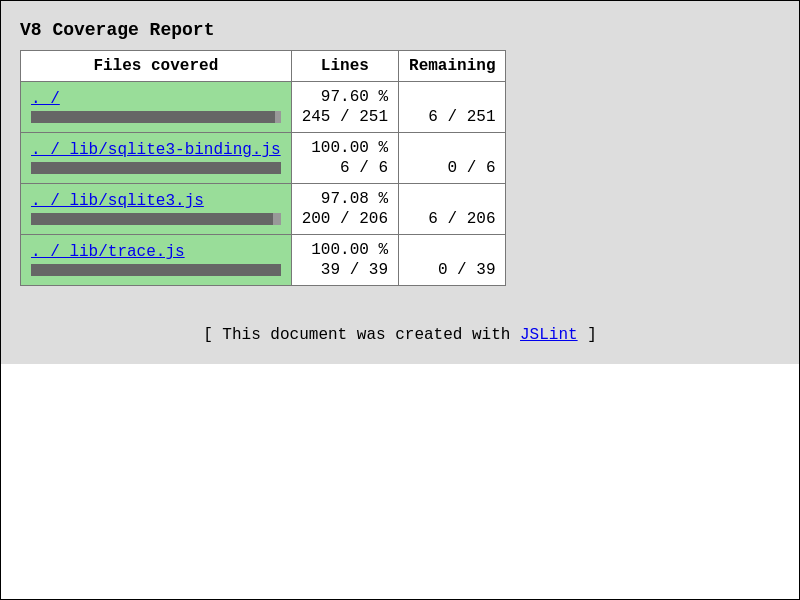 V8 Coverage Report
Files covered Lines Remaining
. / 97.60 %
245 / 251 6 / 251
. / lib/sqlite3-binding.js 100.00 %
6 / 6 0 / 6
. / lib/sqlite3.js 97.08 %
200 / 206 6 / 206
. / lib/trace.js 100.00 %
39 / 39 0 / 39
[ This document was created with JSLint ]